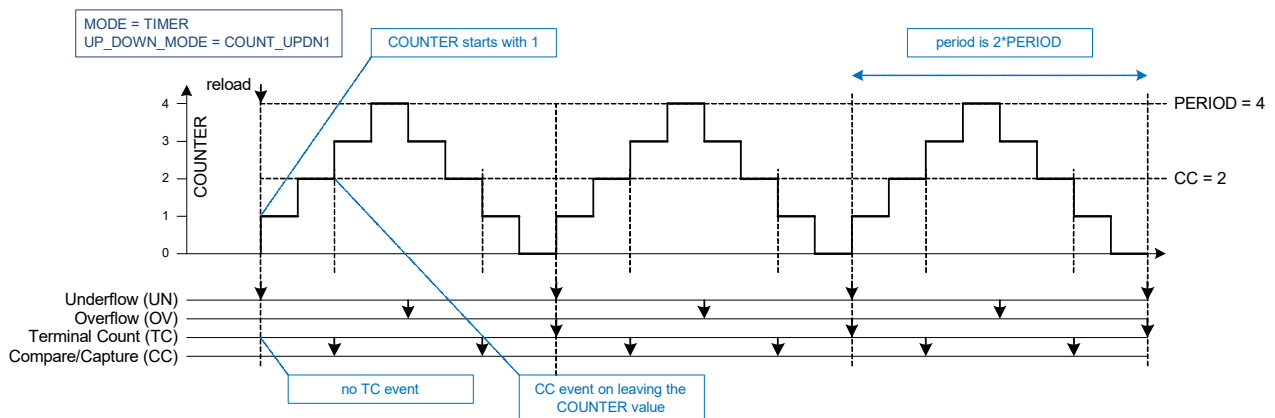 MODE = TIMER
UP_DOWN_MODE = COUNT_UPDN1
COUNTER starts with 1
period is 2*PERIOD
reload
4
3
2
1
0
COUNTER
PERIOD = 4
CC = 2
Underflow (UN)
Overflow (OV)
Terminal Count (TC)
Compare/Capture (CC)
no TC event
CC event on leaving the
COUNTER value